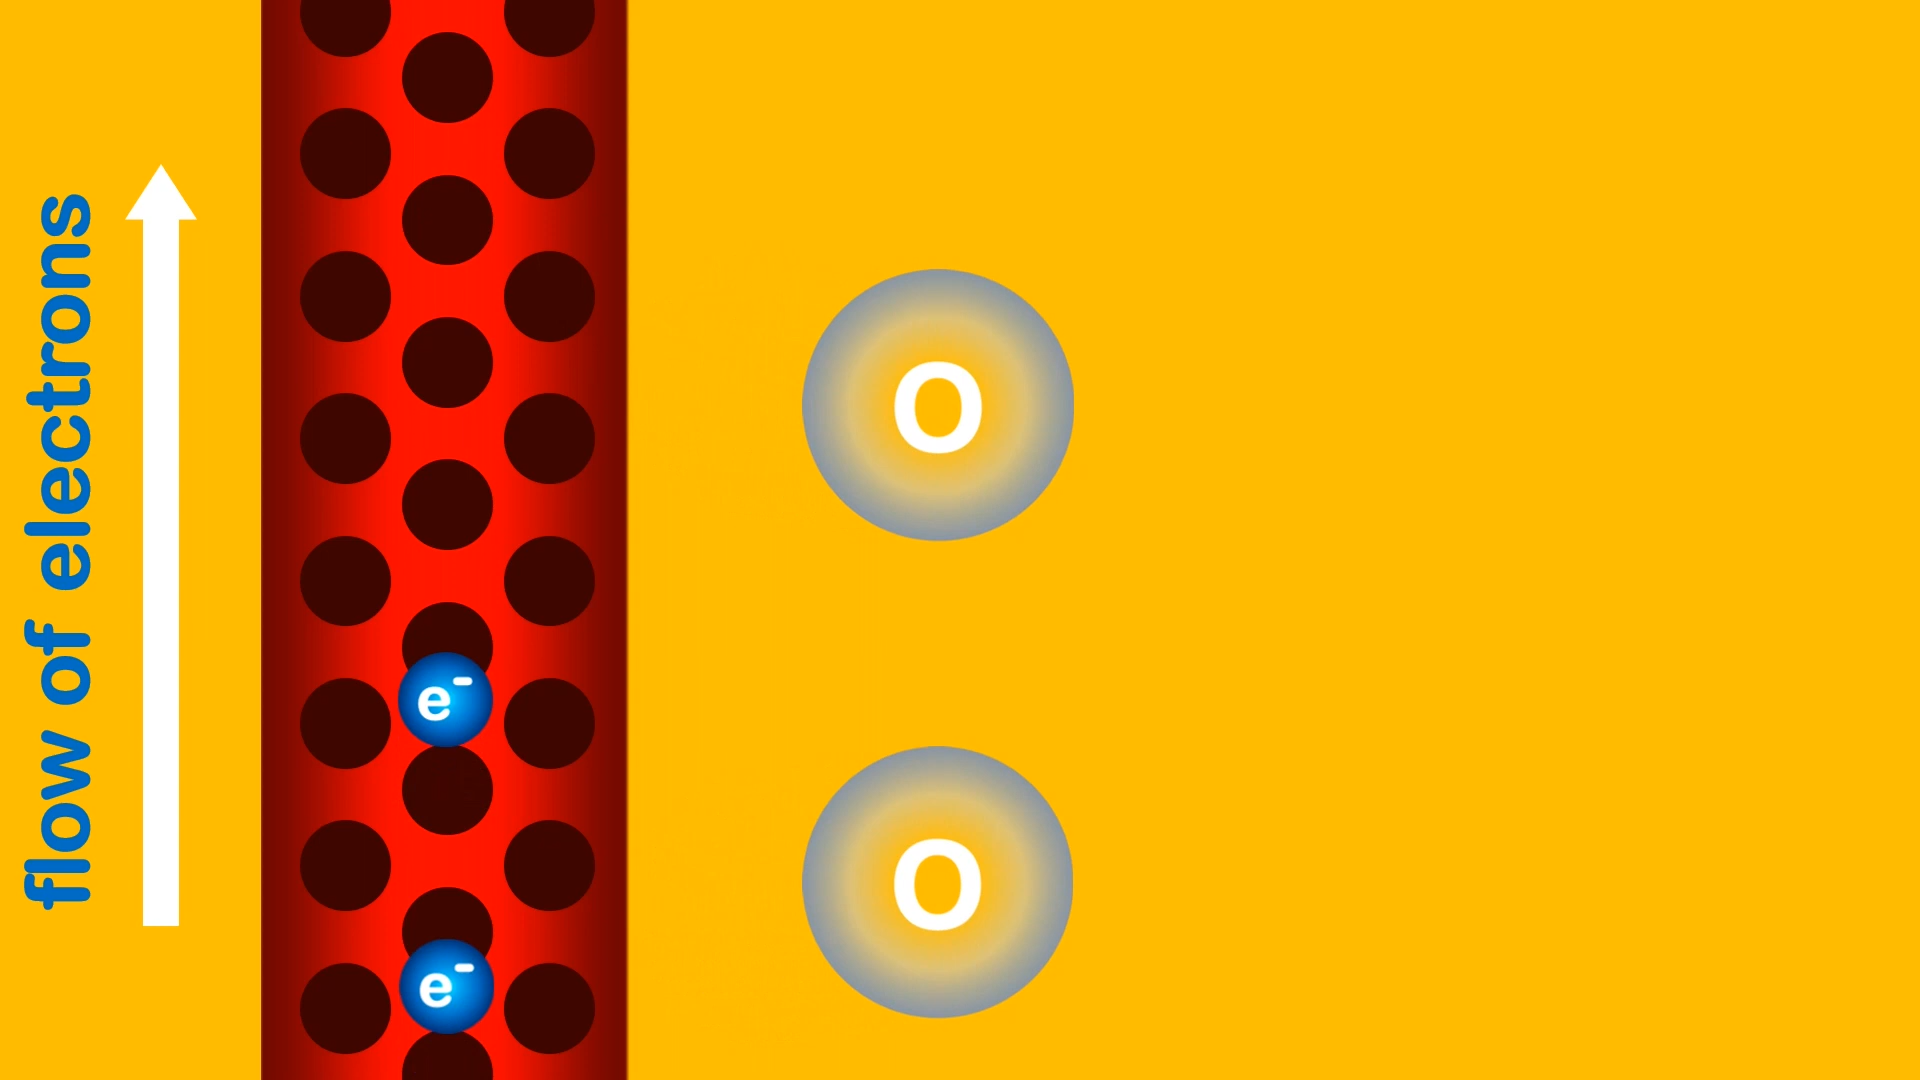 flow of electrons
O
e⁻
O
e⁻